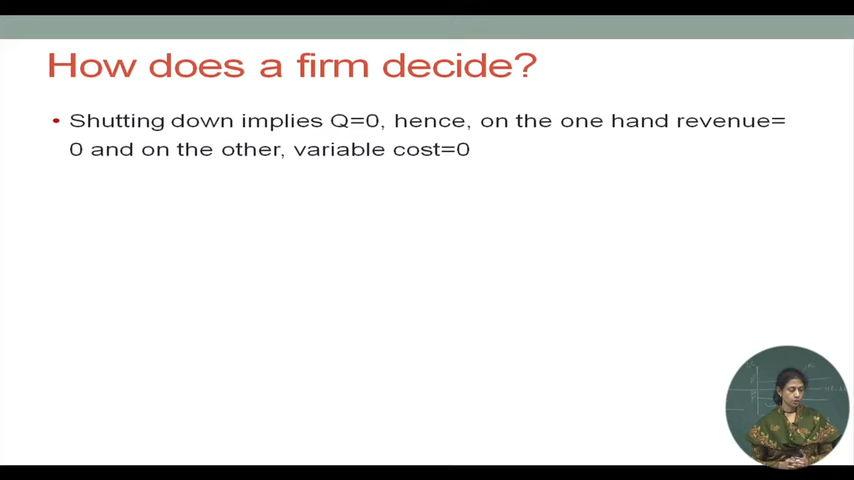 How does a firm decide?
• Shutting down implies Q=0, hence, on the one hand revenue=
0 and on the other, variable cost=0